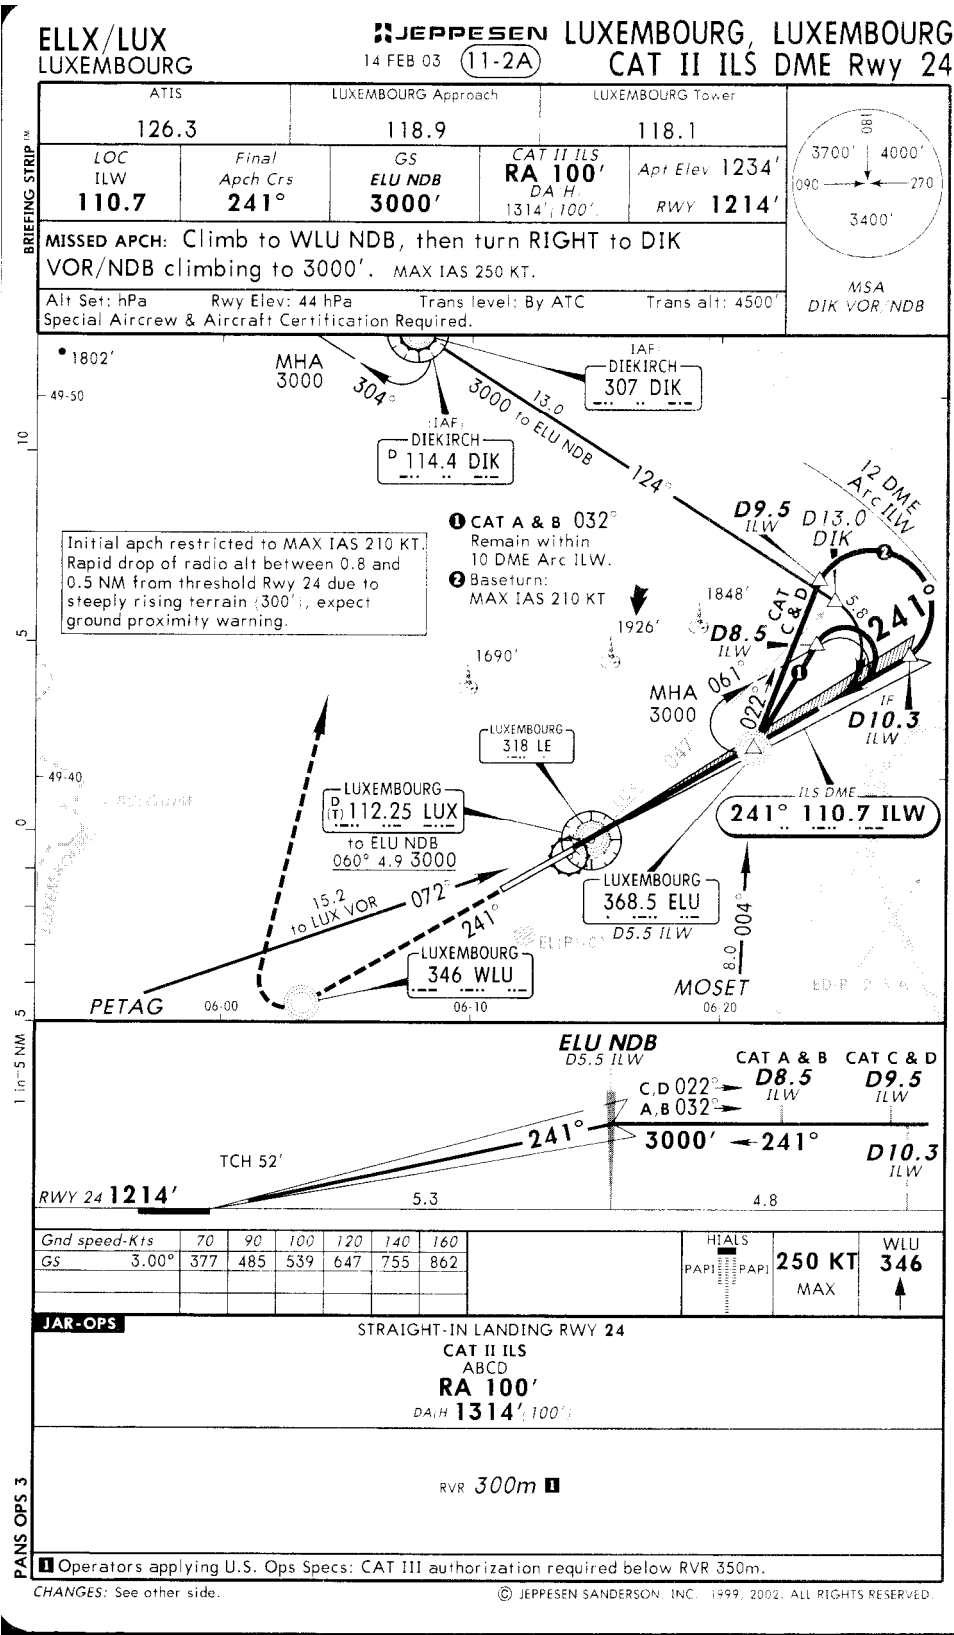 ELLX/LUX
LUXEMBOURG
JEPPESEN
14 FEB 03
11-2A
LUXEMBOURG, LUXEMBOURG
CAT II ILS DME Rwy 24
BRIEFING STRIP TM
ATIS
126.3
LUXEMBOURG Approach
118.9
LUXEMBOURG Tower
118.1
LOC
ILW
110.7
Final
Apch Crs
241°
GS
ELU NDB
3000'
CAT II ILS
RA 100'
DA(H)
1314'(100')
Apt Elev 1234'
RWY 1214'
180
3700'
4000'
090
270
3400'
MSA
DIK VOR/NDB
MISSED APCH: Climb to WLU NDB, then turn RIGHT to DIK
VOR/NDB climbing to 3000'. MAX IAS 250 KT.
Alt Set: hPa Rwy Elev: 44 hPa Trans level: By ATC Trans alt: 4500'
Special Aircrew & Aircraft Certification Required.
1802'
MHA
3000
304°
49-50
(IAF)
DIEKIRCH
307 DIK
(IAF)
DIEKIRCH
D 114.4 DIK
13.0
3000 to ELU NDB
124°
12 DME
Arc ILW
D9.5
ILW
D13.0
DIK
1 CAT A & B 032°
Remain within
10 DME Arc ILW.
2 Baseturn:
MAX IAS 210 KT
Initial apch restricted to MAX IAS 210 KT.
Rapid drop of radio alt between 0.8 and
0.5 NM from threshold Rwy 24 due to
steeply rising terrain (300'), expect
ground proximity warning.
2
CAT
C & D
5.8
241°
1848'
1926'
1690'
D8.5
ILW
1
061°
MHA
3000
022°
047°
IF
D10.3
ILW
LUXEMBOURG
318 LE
49-40
BELGIUM
LUXEMBOURG
D
(T) 112.25 LUX
to ELU NDB
060° 4.9 3000
ILS DME
241° 110.7 ILW
LUXEMBOURG
368.5 ELU
D5.5 ILW
15.2
to LUX VOR
072°
241°
LUXEMBOURG
346 WLU
8.0
004°
MOSET
PETAG
06-00
06-10
06-20
10
5
0
5
1 in=5 NM
ELU NDB
D5.5 ILW
C,D 022°
A,B 032°
CAT A & B
D8.5
ILW
CAT C & D
D9.5
ILW
241°
3000'
241°
D10.3
ILW
TCH 52'
RWY 24 1214'
5.3
4.8
Gnd speed-Kts 70 90 100 120 140 160
GS 3.00° 377 485 539 647 755 862
HIALS
PAPI
PAPI
250 KT
MAX
WLU
346
JAR-OPS
STRAIGHT-IN LANDING RWY 24
CAT II ILS
ABCD
RA 100'
DA(H) 1314'(100')
RVR 300m 1
PANS OPS 3
1 Operators applying U.S. Ops Specs: CAT III authorization required below RVR 350m.
CHANGES: See other side.
© JEPPESEN SANDERSON, INC. 1999, 2002. ALL RIGHTS RESERVED.